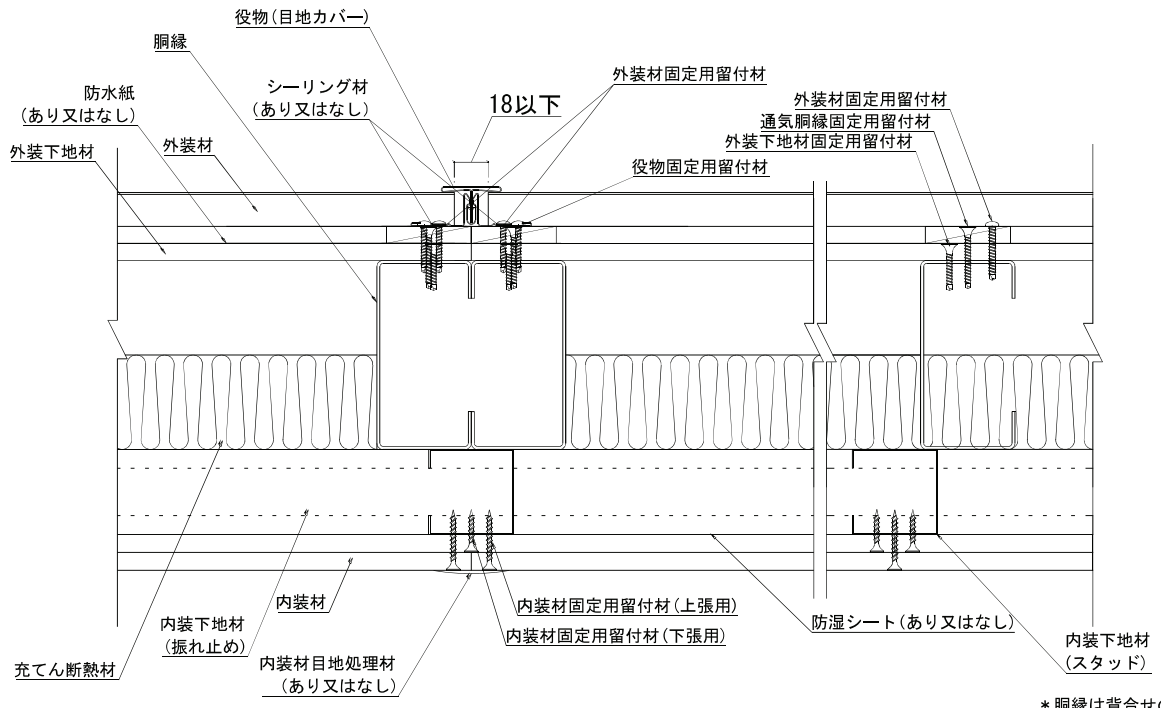 役物(目地カバー)
胴縁
防水紙
(あり又はなし)
シーリング材
(あり又はなし)
外装下地材
外装材
18以下
外装材固定用留付材
役物固定用留付材
外装材固定用留付材
通気胴縁固定用留付材
外装下地材固定用留付材
内装材
内装下地材
(振れ止め)
充てん断熱材
内装材目地処理材
(あり又はなし)
内装材固定用留付材(上張用)
内装材固定用留付材(下張用)
防湿シート(あり又はなし)
内装下地材
(スタッド)
*胴縁は背合せ